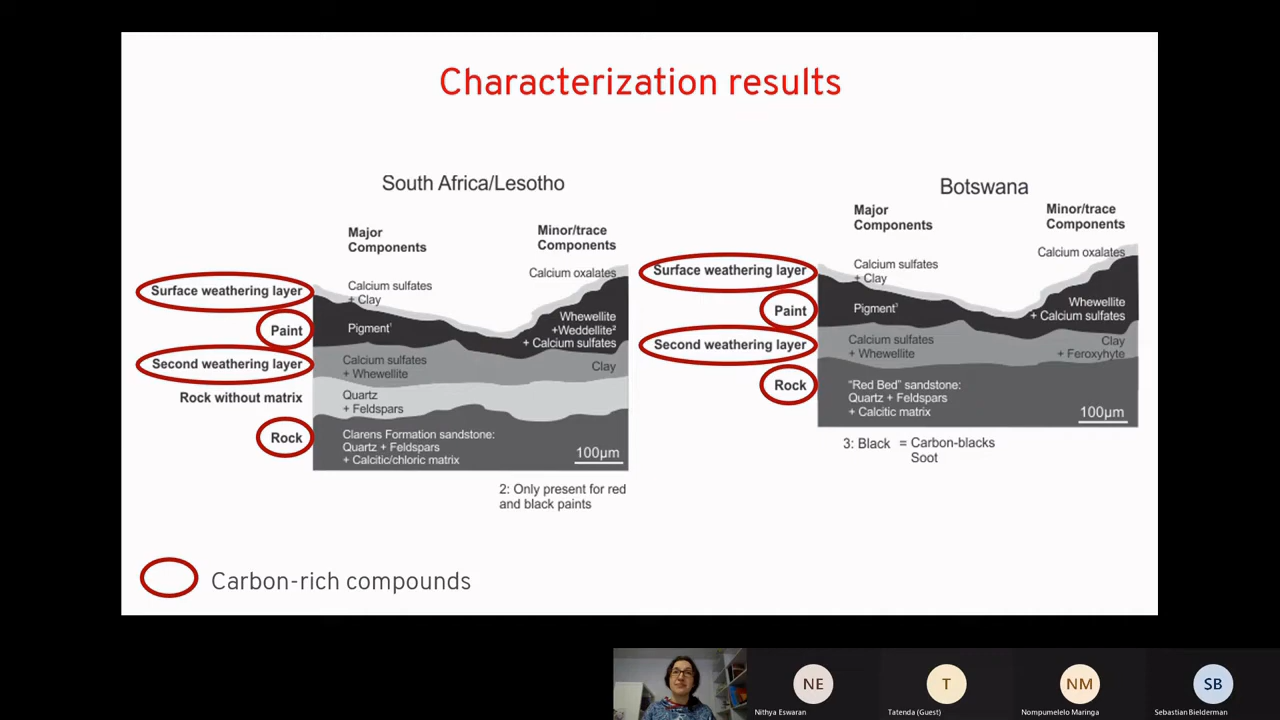 Characterization results
South Africa/Lesotho
Major
Components
Minor/trace
Components
Calcium oxalates
Surface weathering layer
Calcium sulfates
+ Clay
Paint
Pigment¹
Whewellite
+Weddellite²
+ Calcium sulfates
Second weathering layer
Calcium sulfates
+ Whewellite
Clay
Rock without matrix
Quartz
+ Feldspars
Rock
Clarens Formation sandstone:
Quartz + Feldspars
+ Calcitic/chloric matrix
100µm
2: Only present for red
and black paints
Botswana
Major
Components
Minor/trace
Components
Calcium oxalates
Surface weathering layer
Calcium sulfates
+ Clay
Paint
Pigment³
Whewellite
+ Calcium sulfates
Second weathering layer
Calcium sulfates
+ Whewellite
Clay
+ Feroxyhyte
Rock
“Red Bed” sandstone:
Quartz + Feldspars
+ Calcitic matrix
100µm
3: Black = Carbon-blacks
Soot
Carbon-rich compounds
NE
T
NM
SB
Nithya Eswaran
Tatenda (Guest)
Nompumelelo Maringa
Sebastian Bielderman